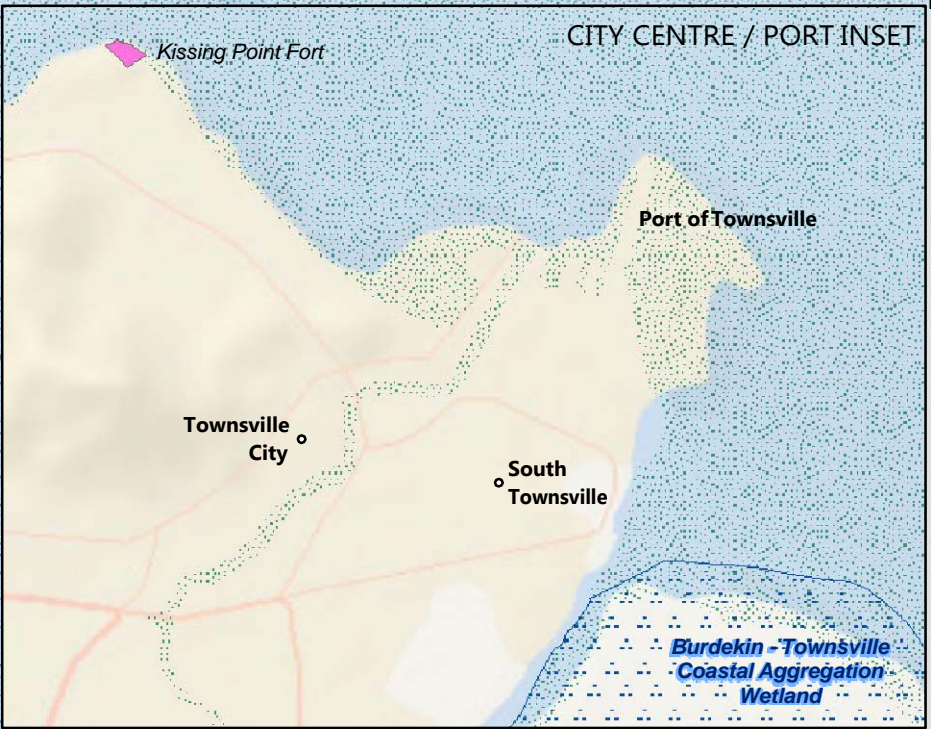 CITY CENTRE / PORT INSET
Kissing Point Fort
Port of Townsville
Townsville
City
South
Townsville
Burdekin - Townsville
Coastal Aggregation
Wetland